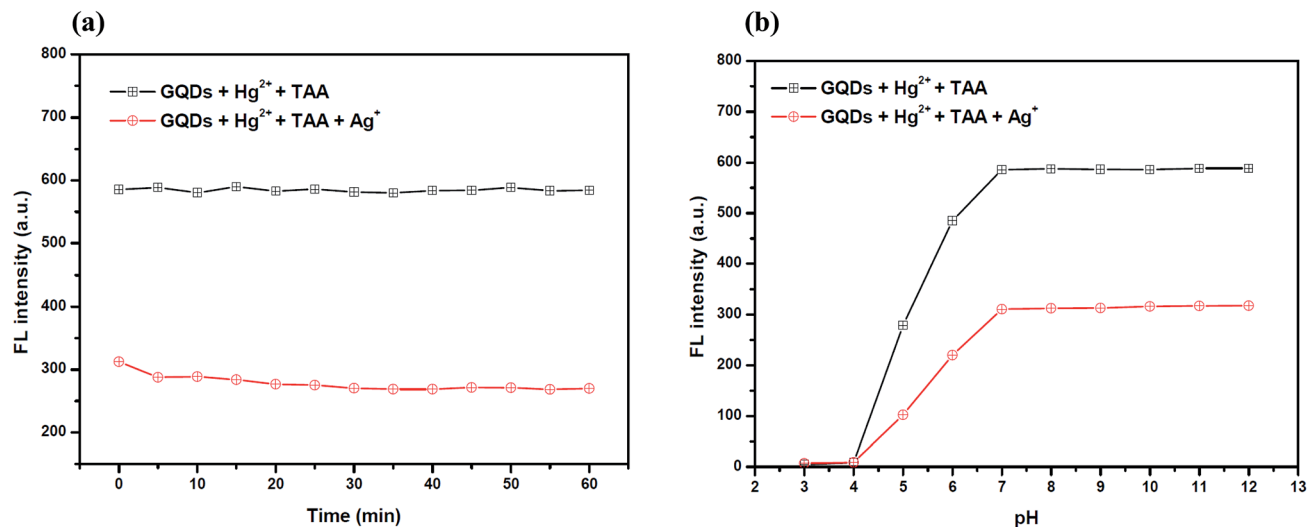 (a)
800
700
600
500
400
300
200
FL intensity (a.u.)
GQDs + Hg²⁺ + TAA
GQDs + Hg²⁺ + TAA + Ag⁺
0 10 20 30 40 50 60
Time (min)
(b)
800
700
600
500
400
300
200
100
0
FL intensity (a.u.)
GQDs + Hg²⁺ + TAA
GQDs + Hg²⁺ + TAA + Ag⁺
2 3 4 5 6 7 8 9 10 11 12 13
pH